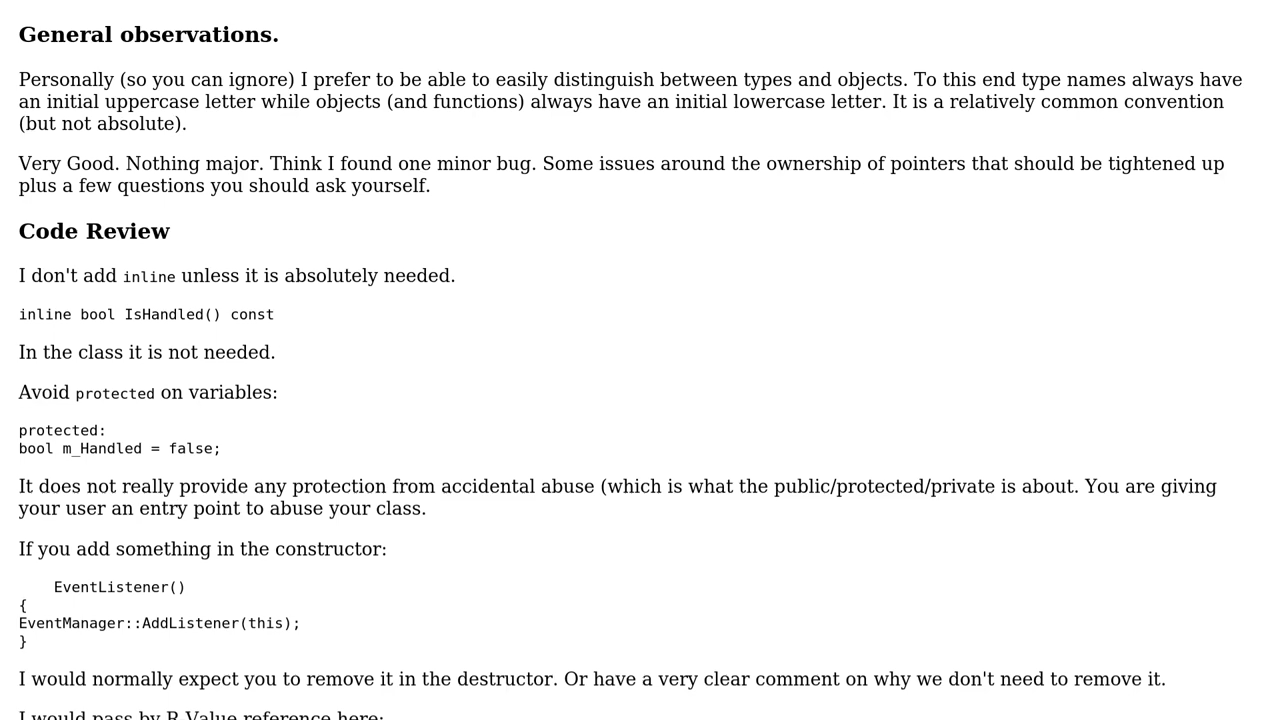 General observations.
Personally (so you can ignore) I prefer to be able to easily distinguish between types and objects. To this end type names always have
an initial uppercase letter while objects (and functions) always have an initial lowercase letter. It is a relatively common convention
(but not absolute).
Very Good. Nothing major. Think I found one minor bug. Some issues around the ownership of pointers that should be tightened up
plus a few questions you should ask yourself.
Code Review
I don't add inline unless it is absolutely needed.
inline bool IsHandled() const
In the class it is not needed.
Avoid protected on variables:
protected:
bool m_Handled = false;
It does not really provide any protection from accidental abuse (which is what the public/protected/private is about. You are giving
your user an entry point to abuse your class.
If you add something in the constructor:
EventListener()
{
EventManager::AddListener(this);
}
I would normally expect you to remove it in the destructor. Or have a very clear comment on why we don't need to remove it.
I would pass by R-Value reference here: